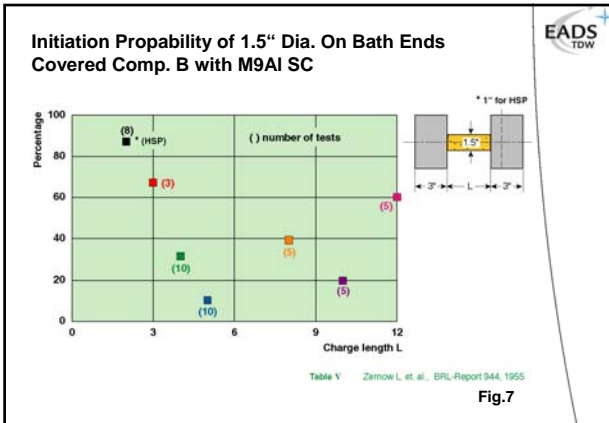 Initiation Propability of 1.5“ Dia. On Bath Ends
Covered Comp. B with M9Al SC
EADS
TDW
Percentage
100
80
60
40
20
0
(8)
* (HSP)
( ) number of tests
(3)
(10)
(10)
(5)
(5)
(5)
0 3 6 9 12
Charge length L
* 1" for HSP
1.5"
3" L 3"
Table V Zernow L. et. al., BRL-Report 944, 1955
Fig.7